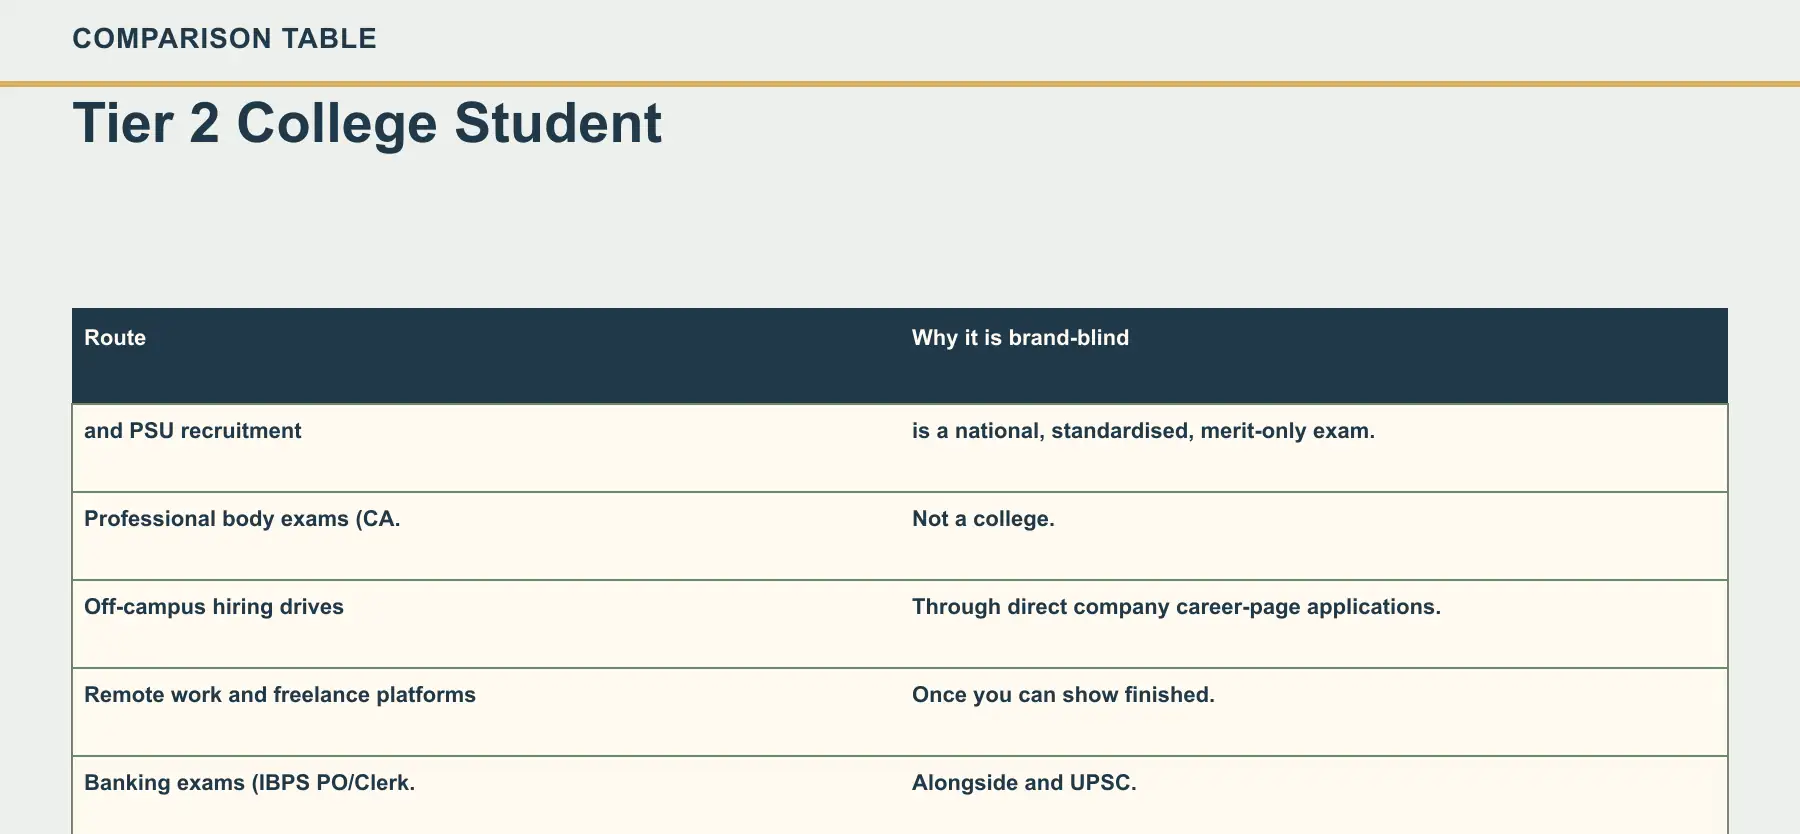 COMPARISON TABLE
Tier 2 College Student
Route
Why it is brand-blind
and PSU recruitment
is a national, standardised, merit-only exam.
Professional body exams (CA.
Not a college.
Off-campus hiring drives
Through direct company career-page applications.
Remote work and freelance platforms
Once you can show finished.
Banking exams (IBPS PO/Clerk.
Alongside and UPSC.